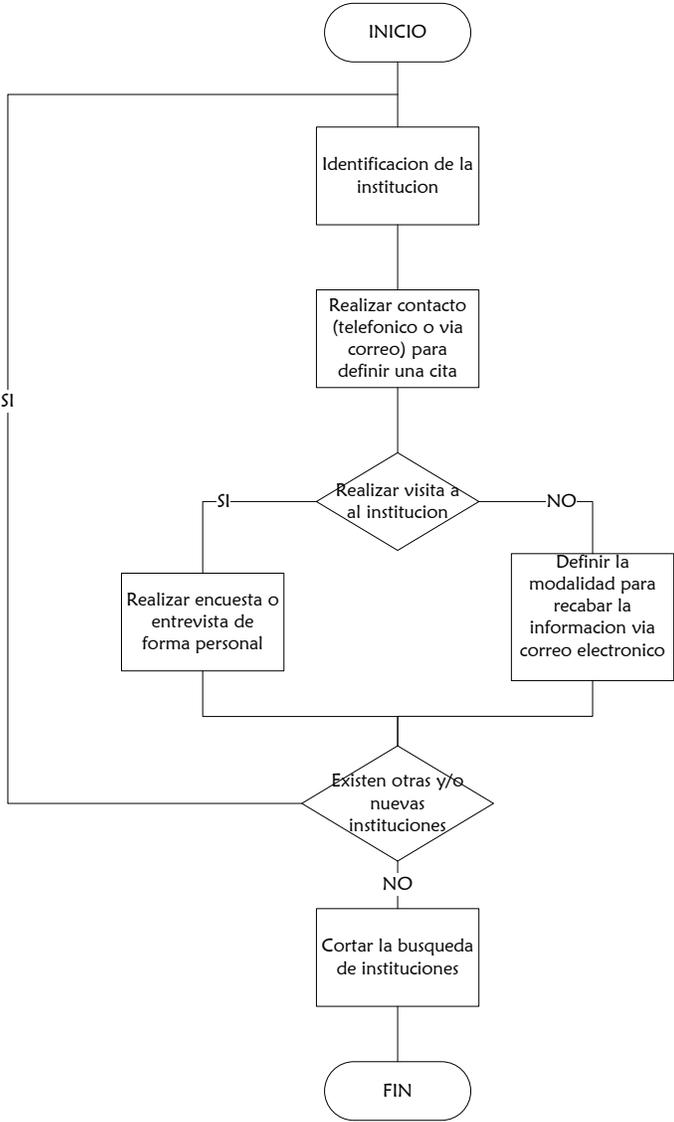 INICIO
Identificacion de la
institucion
Realizar contacto
(telefonico o via
correo) para
definir una cita
SI
Realizar visita a
al institucion
SI
NO
Realizar encuesta o
entrevista de
forma personal
Definir la
modalidad para
recabar la
informacion via
correo electronico
Existen otras y/o
nuevas
instituciones
NO
Cortar la busqueda
de instituciones
FIN